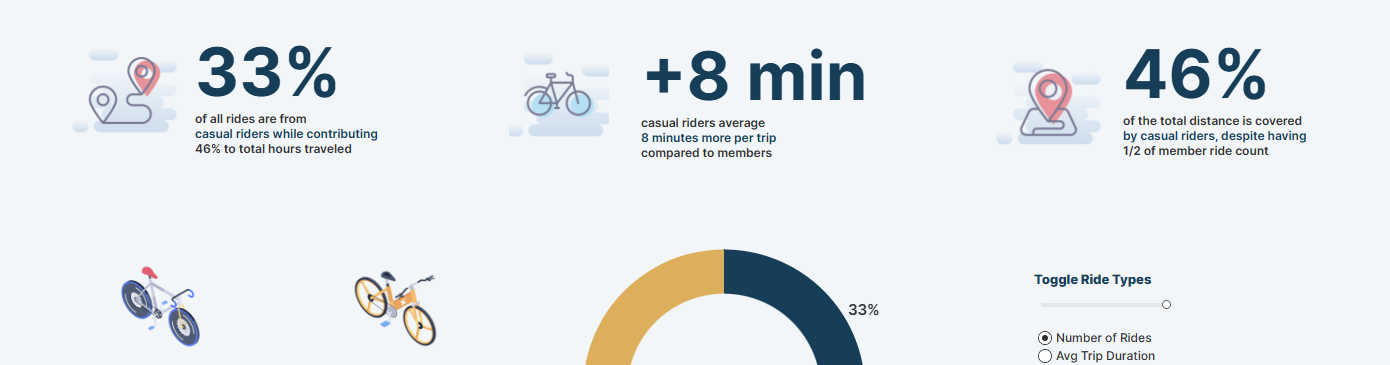 33%
of all rides are from
casual riders while contributing
46% to total hours traveled
+8 min
casual riders average
8 minutes more per trip
compared to members
46%
of the total distance is covered
by casual riders, despite having
1/2 of member ride count
33%
Toggle Ride Types
Number of Rides
Avg Trip Duration